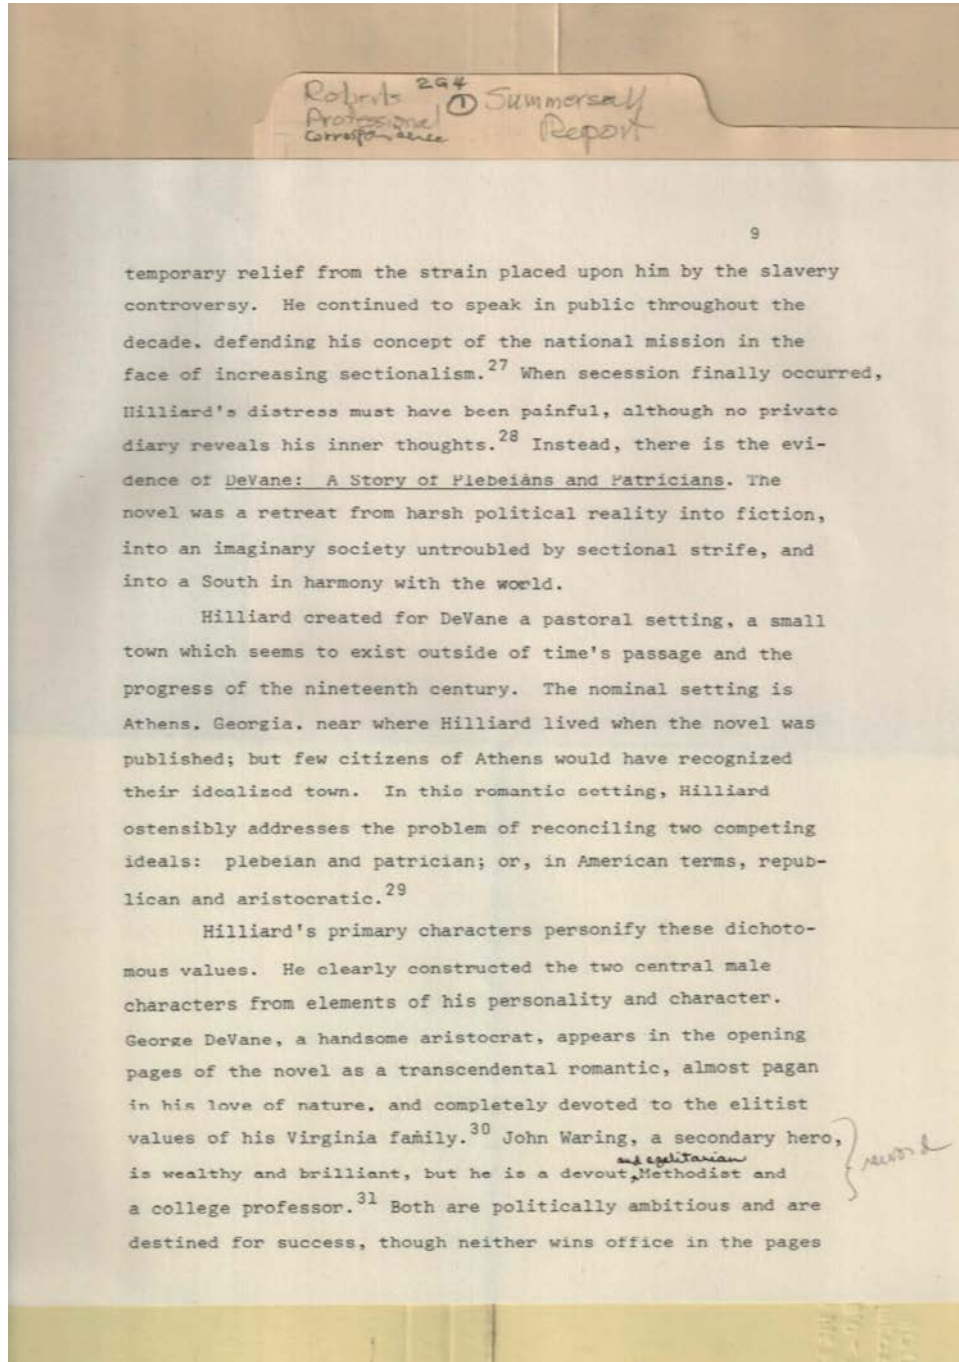 Roberts 2G4 ① Summersell
Professional Report
Correspondence
9
temporary relief from the strain placed upon him by the slavery
controversy. He continued to speak in public throughout the
decade, defending his concept of the national mission in the
face of increasing sectionalism.27 When secession finally occurred,
Hilliard's distress must have been painful, although no private
diary reveals his inner thoughts.28 Instead, there is the evi-
dence of DeVane: A Story of Plebeians and Patricians. The
novel was a retreat from harsh political reality into fiction,
into an imaginary society untroubled by sectional strife, and
into a South in harmony with the world.
Hilliard created for DeVane a pastoral setting, a small
town which seems to exist outside of time's passage and the
progress of the nineteenth century. The nominal setting is
Athens, Georgia, near where Hilliard lived when the novel was
published; but few citizens of Athens would have recognized
their idealized town. In this romantic setting, Hilliard
ostensibly addresses the problem of reconciling two competing
ideals: plebeian and patrician; or, in American terms, repub-
lican and aristocratic.29
Hilliard's primary characters personify these dichoto-
mous values. He clearly constructed the two central male
characters from elements of his personality and character.
George DeVane, a handsome aristocrat, appears in the opening
pages of the novel as a transcendental romantic, almost pagan
in his love of nature, and completely devoted to the elitist
values of his Virginia family.30 John Waring, a secondary hero,
and egalitarian
is wealthy and brilliant, but he is a devout Methodist and
reword
a college professor.31 Both are politically ambitious and are
destined for success, though neither wins office in the pages